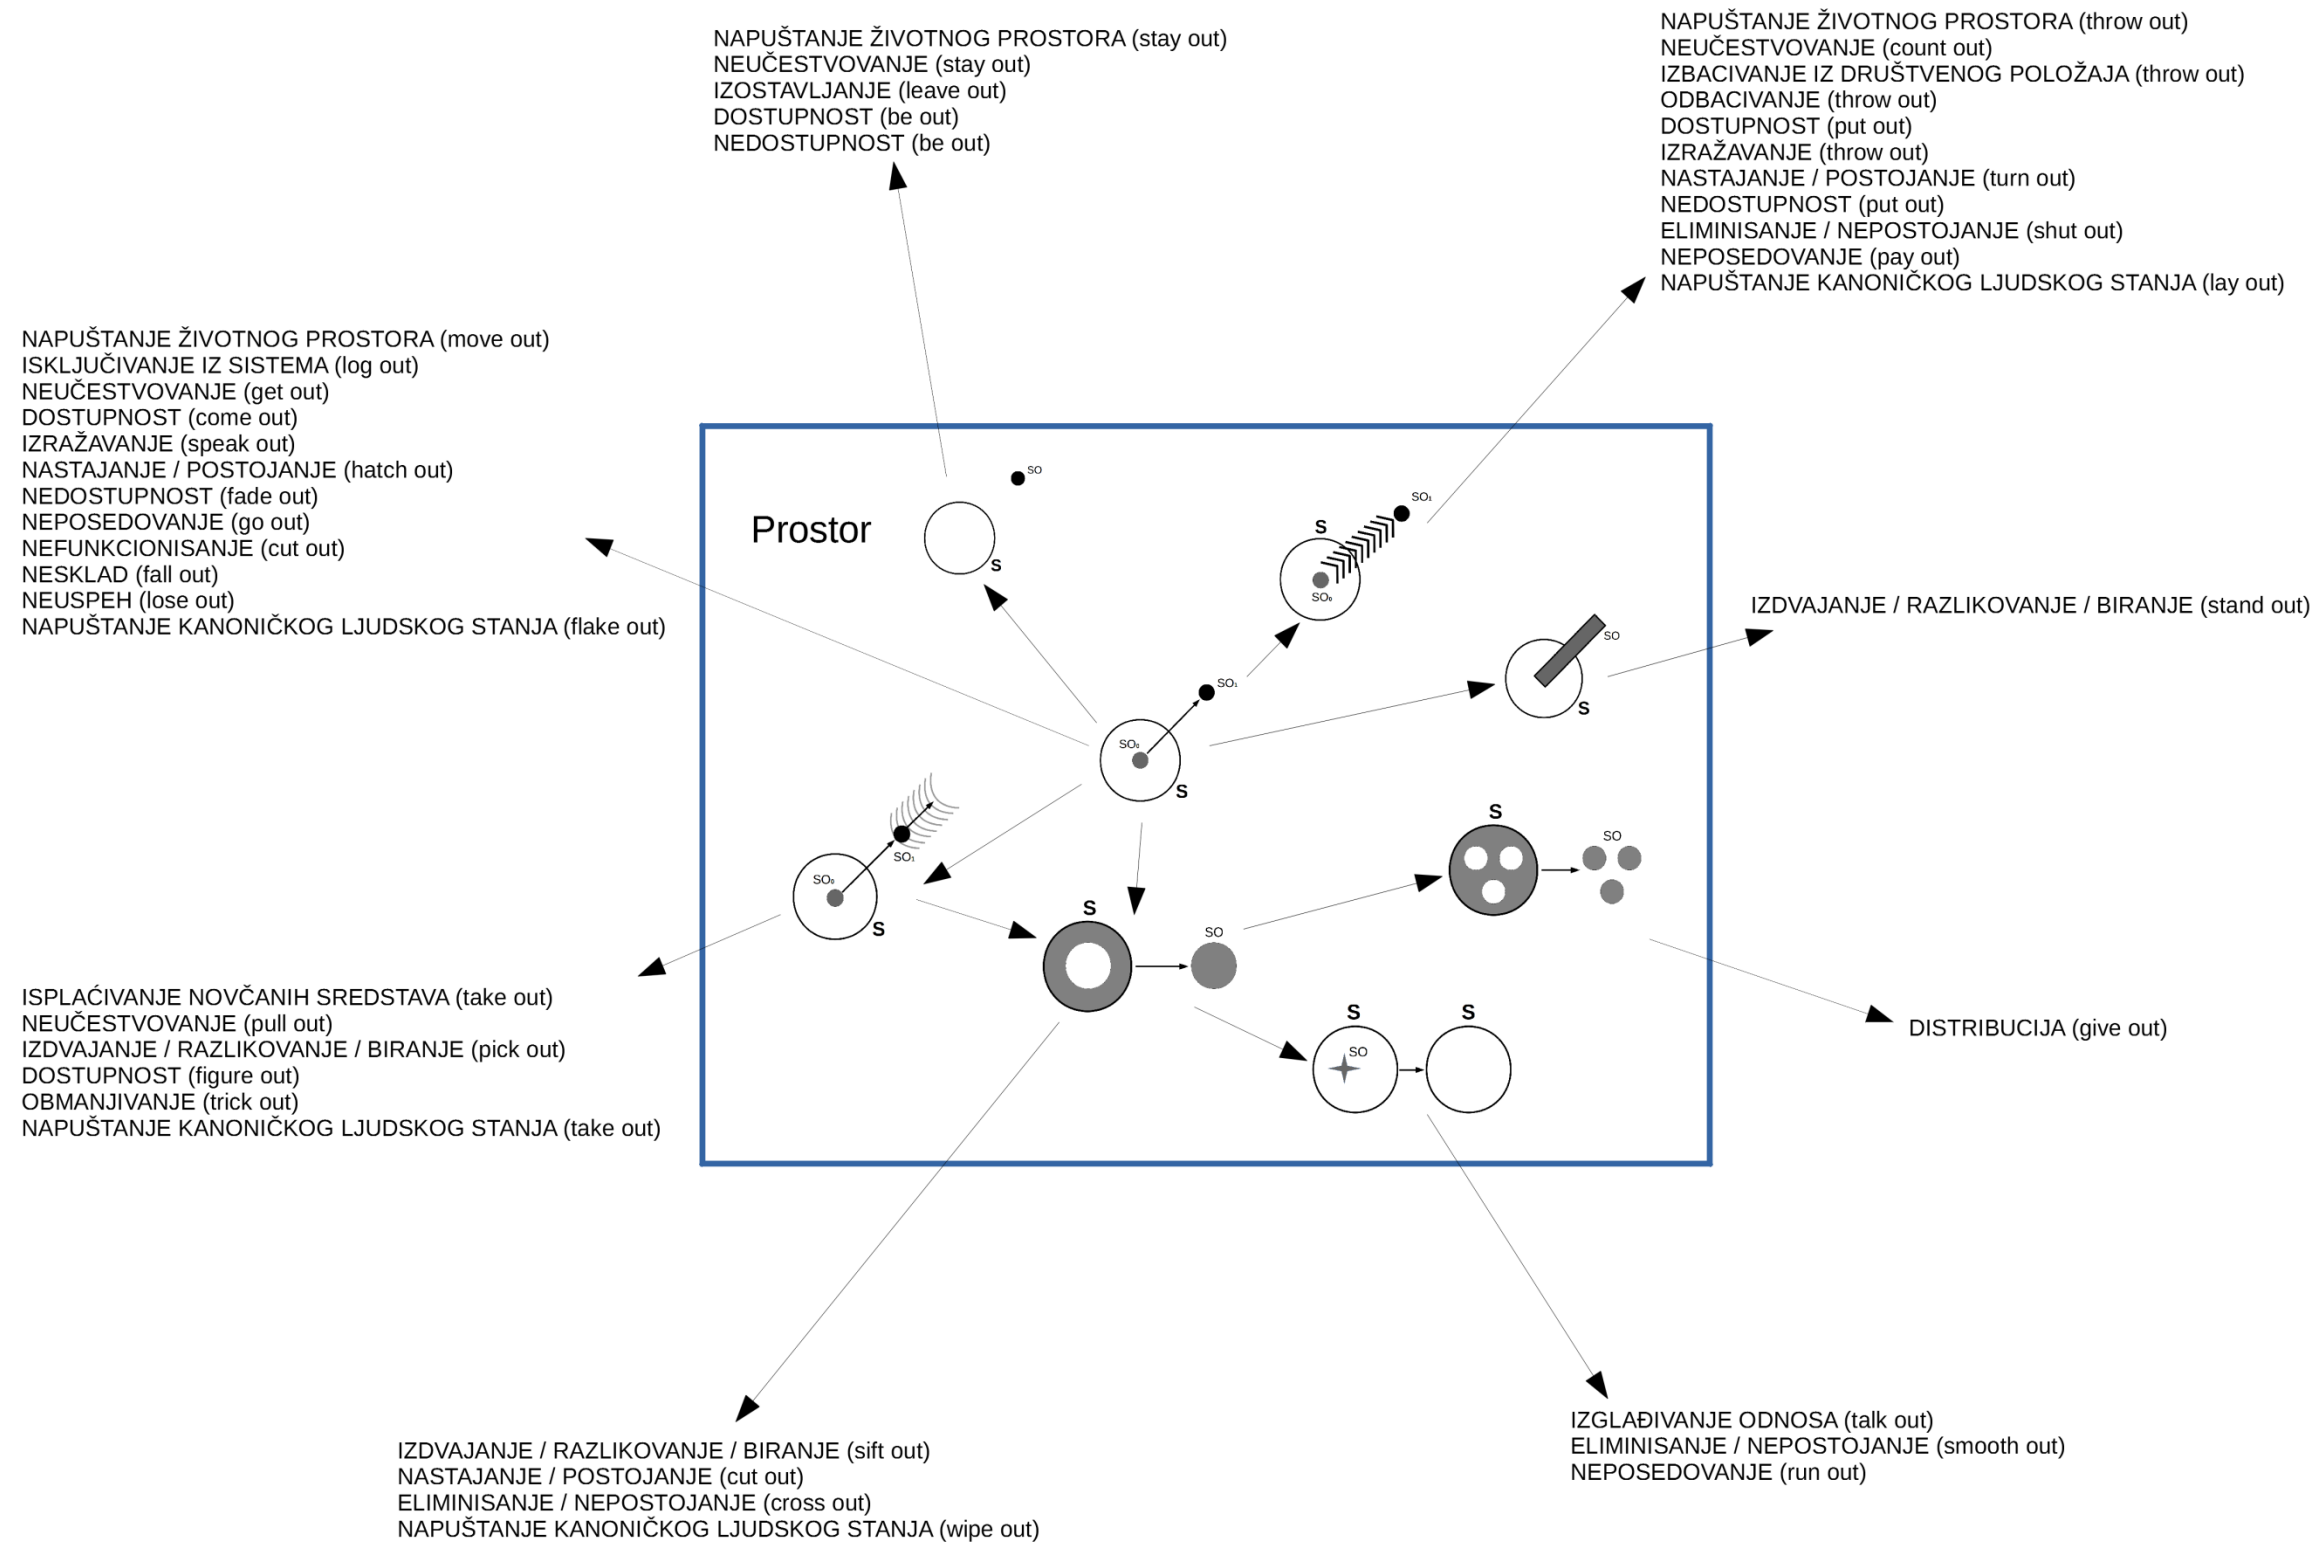 NAPUŠTANJE ŽIVOTNOG PROSTORA (stay out)
NEUČESTVOVANJE (stay out)
IZOSTAVLJANJE (leave out)
DOSTUPNOST (be out)
NEDOSTUPNOST (be out)
NAPUŠTANJE ŽIVOTNOG PROSTORA (throw out)
NEUČESTVOVANJE (count out)
IZBACIVANJE IZ DRUŠTVENOG POLOŽAJA (throw out)
ODBACIVANJE (throw out)
DOSTUPNOST (put out)
IZRAŽAVANJE (throw out)
NASTAJANJE / POSTOJANJE (turn out)
NEDOSTUPNOST (put out)
ELIMINISANJE / NEPOSTOJANJE (shut out)
NEPOSEDOVANJE (pay out)
NAPUŠTANJE KANONIČKOG LJUDSKOG STANJA (lay out)
NAPUŠTANJE ŽIVOTNOG PROSTORA (move out)
ISKLJUČIVANJE IZ SISTEMA (log out)
NEUČESTVOVANJE (get out)
DOSTUPNOST (come out)
IZRAŽAVANJE (speak out)
NASTAJANJE / POSTOJANJE (hatch out)
NEDOSTUPNOST (fade out)
NEPOSEDOVANJE (go out)
NEFUNKCIONISANJE (cut out)
NESKLAD (fall out)
NEUSPEH (lose out)
NAPUŠTANJE KANONIČKOG LJUDSKOG STANJA (flake out)
Prostor
SO
S
SO₁
S
SO₀
IZDVAJANJE / RAZLIKOVANJE / BIRANJE (stand out)
SO
S
SO₁
SO₀
S
SO₁
SO₀
S
S
SO
S
SO
S
SO
S
ISPLAĆIVANJE NOVČANIH SREDSTAVA (take out)
NEUČESTVOVANJE (pull out)
IZDVAJANJE / RAZLIKOVANJE / BIRANJE (pick out)
DOSTUPNOST (figure out)
OBMANJIVANJE (trick out)
NAPUŠTANJE KANONIČKOG LJUDSKOG STANJA (take out)
DISTRIBUCIJA (give out)
IZDVAJANJE / RAZLIKOVANJE / BIRANJE (sift out)
NASTAJANJE / POSTOJANJE (cut out)
ELIMINISANJE / NEPOSTOJANJE (cross out)
NAPUŠTANJE KANONIČKOG LJUDSKOG STANJA (wipe out)
IZGLAĐIVANJE ODNOSA (talk out)
ELIMINISANJE / NEPOSTOJANJE (smooth out)
NEPOSEDOVANJE (run out)